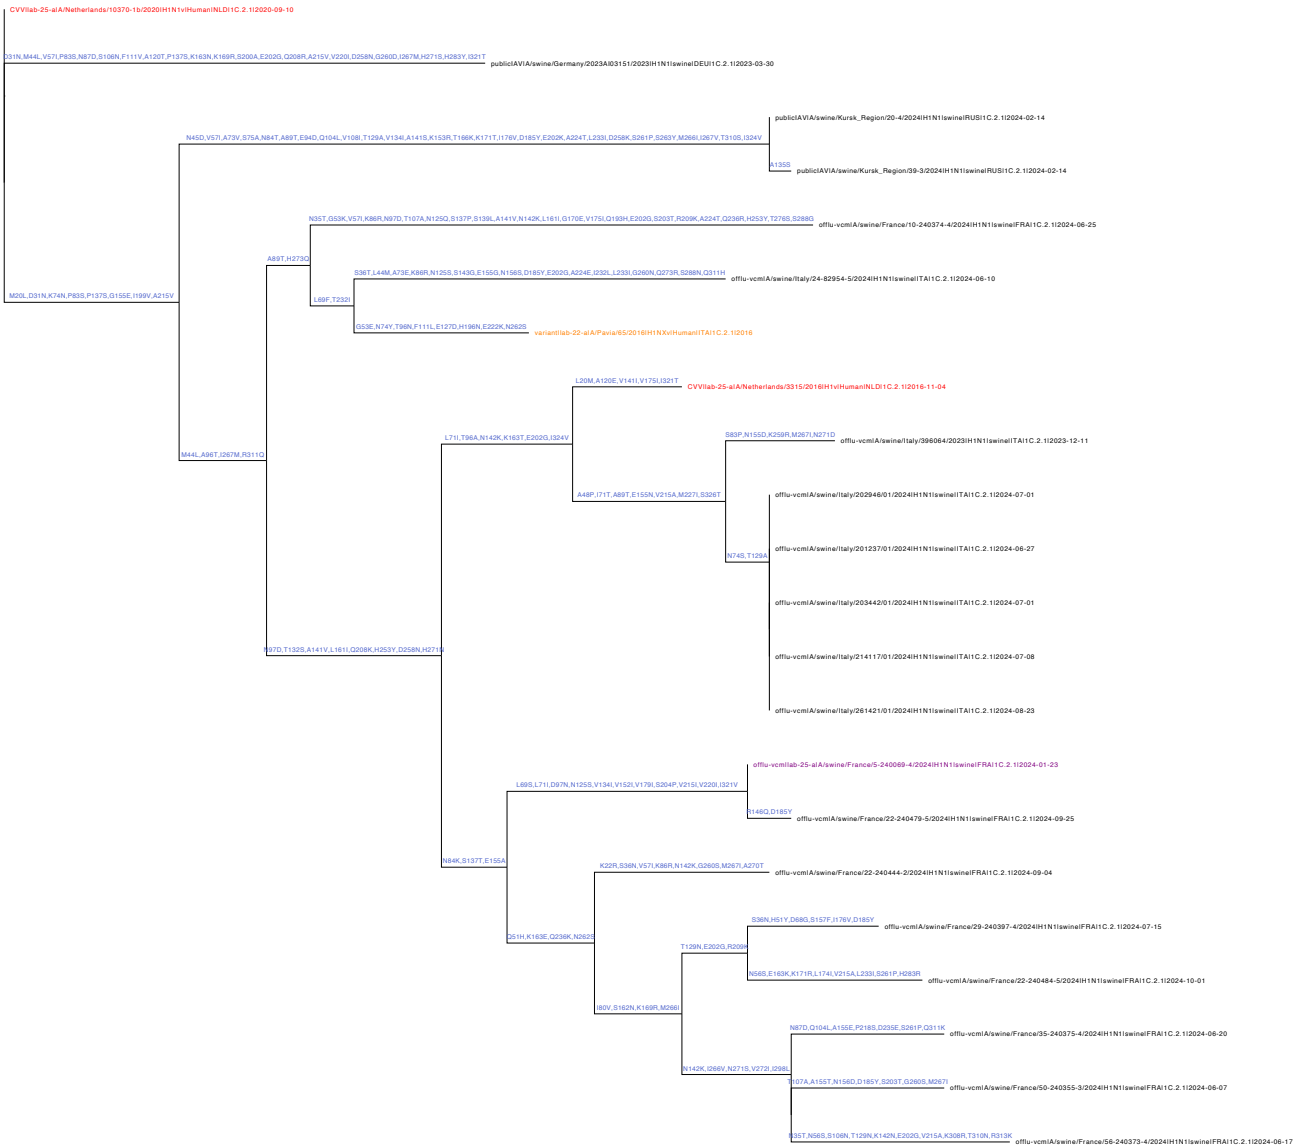 CVV|lab-25-a|A/Netherlands/10370-1b/2020|H1N1v|Human|NLD|1C.2.1|2020-09-10
D31N,M44L,V57I,P83S,N87D,S106N,F111V,A120T,P137S,K163N,K169R,S200A,E202G,Q208R,A215V,V220I,D258N,G260D,I267M,H271S,H283Y,I321T
public|AV|A/swine/Germany/2023AI03151/2023|H1N1|swine|DEU|1C.2.1|2023-03-30
public|AV|A/swine/Kursk_Region/20-4/2024|H1N1|swine|RUS|1C.2.1|2024-02-14
N45D,V57I,A73V,S75A,N84T,A89T,E94D,Q104L,V108I,T129A,V134I,A141S,K153R,T166K,K171T,I176V,D185Y,E202K,A224T,L233I,D258K,S261P,S263Y,M266I,I267V,T310S,I324V
A135S
public|AV|A/swine/Kursk_Region/39-3/2024|H1N1|swine|RUS|1C.2.1|2024-02-14
N35T,G53K,V57I,K86R,N97D,T107A,N125Q,S137P,S139L,A141V,N142K,L161I,G170E,V175I,Q193H,E202G,S203T,R209K,A224T,Q236R,H253Y,T276S,S288G
offlu-vcm|A/swine/France/10-240374-4/2024|H1N1|swine|FRA|1C.2.1|2024-06-25
A89T,H273Q
S36T,L44M,A73E,K86R,N125S,S143G,E155G,N156S,D185Y,E202G,A224E,I232L,L233I,G260N,Q273R,S288N,Q311H
offlu-vcm|A/swine/Italy/24-82954-5/2024|H1N1|swine|ITA|1C.2.1|2024-06-10
M20L,D31N,K74N,P83S,P137S,G155E,I199V,A215V
L69F,T232I
G53E,N74Y,T96N,F111L,E127D,H196N,E222K,N262S
variant|lab-22-a|A/Pavia/65/2016|H1NXv|Human|ITA|1C.2.1|2016
L20M,A120E,V141I,V175I,I321T
CVV|lab-25-a|A/Netherlands/3315/2016|H1v|Human|NLD|1C.2.1|2016-11-04
L71I,T96A,N142K,K163T,E202G,I324V
S83P,N155D,K259R,M267I,N271D
offlu-vcm|A/swine/Italy/396064/2023|H1N1|swine|ITA|1C.2.1|2023-12-11
M44L,A96T,I267M,R311Q
A48P,I71T,A89T,E155N,V215A,M227I,S326T
offlu-vcm|A/swine/Italy/202946/01/2024|H1N1|swine|ITA|1C.2.1|2024-07-01
offlu-vcm|A/swine/Italy/201237/01/2024|H1N1|swine|ITA|1C.2.1|2024-06-27
N74S,T129A
offlu-vcm|A/swine/Italy/203442/01/2024|H1N1|swine|ITA|1C.2.1|2024-07-01
N97D,T132S,A141V,L161I,Q208K,H253Y,D258N,H271N
offlu-vcm|A/swine/Italy/214117/01/2024|H1N1|swine|ITA|1C.2.1|2024-07-08
offlu-vcm|A/swine/Italy/261421/01/2024|H1N1|swine|ITA|1C.2.1|2024-08-23
offlu-vcm|lab-25-a|A/swine/France/5-240069-4/2024|H1N1|swine|FRA|1C.2.1|2024-01-23
L69S,L71I,D97N,N125S,V134I,V152I,V179I,S204P,V215I,V220I,I321V
R146Q,D185Y
offlu-vcm|A/swine/France/22-240479-5/2024|H1N1|swine|FRA|1C.2.1|2024-09-25
N84K,S137T,E155A
K22R,S36N,V57I,K86R,N142K,G260S,M267I,A270T
offlu-vcm|A/swine/France/22-240444-2/2024|H1N1|swine|FRA|1C.2.1|2024-09-04
S36N,H51Y,D68G,S157F,I176V,D185Y
offlu-vcm|A/swine/France/29-240397-4/2024|H1N1|swine|FRA|1C.2.1|2024-07-15
Q51H,K163E,Q236K,N262S
T129N,E202G,R209K
N56S,E163K,K171R,L174I,V215A,L233I,S261P,H283R
offlu-vcm|A/swine/France/22-240484-5/2024|H1N1|swine|FRA|1C.2.1|2024-10-01
I80V,S162N,K169R,M266I
N87D,Q104L,A155E,P218S,D235E,S261P,Q311K
offlu-vcm|A/swine/France/35-240375-4/2024|H1N1|swine|FRA|1C.2.1|2024-06-20
N142K,I266V,N271S,V272I,I298L
T107A,A155T,N156D,D185Y,S203T,G260S,M267I
offlu-vcm|A/swine/France/50-240355-3/2024|H1N1|swine|FRA|1C.2.1|2024-06-07
N35T,N56S,S106N,T129N,K142N,E202G,V215A,K308R,T310N,R313K
offlu-vcm|A/swine/France/56-240373-4/2024|H1N1|swine|FRA|1C.2.1|2024-06-17